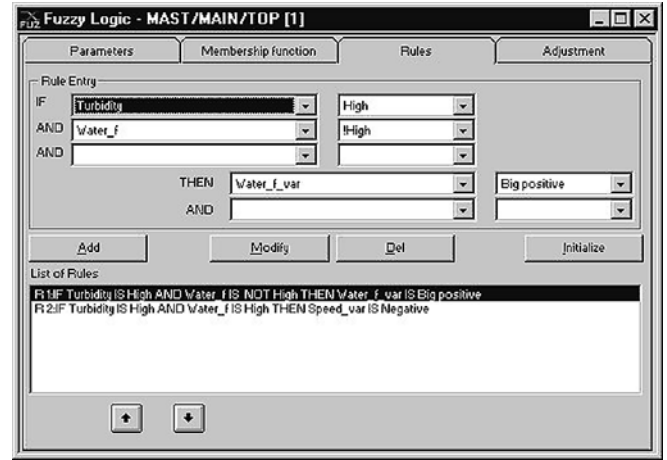 FUZ Fuzzy Logic - MAST/MAIN/TOP [1]
Parameters Membership function Rules Adjustment
Rule Entry
IF Turbidity High
AND Water_f !High
AND
THEN Water_f_var Big positive
AND
Add Modify Del Initialize
List of Rules
R1:IF Turbidity IS High AND Water_f IS NOT High THEN Water_f_var IS Big positive
R2:IF Turbidity IS High AND Water_f IS High THEN Speed_var IS Negative